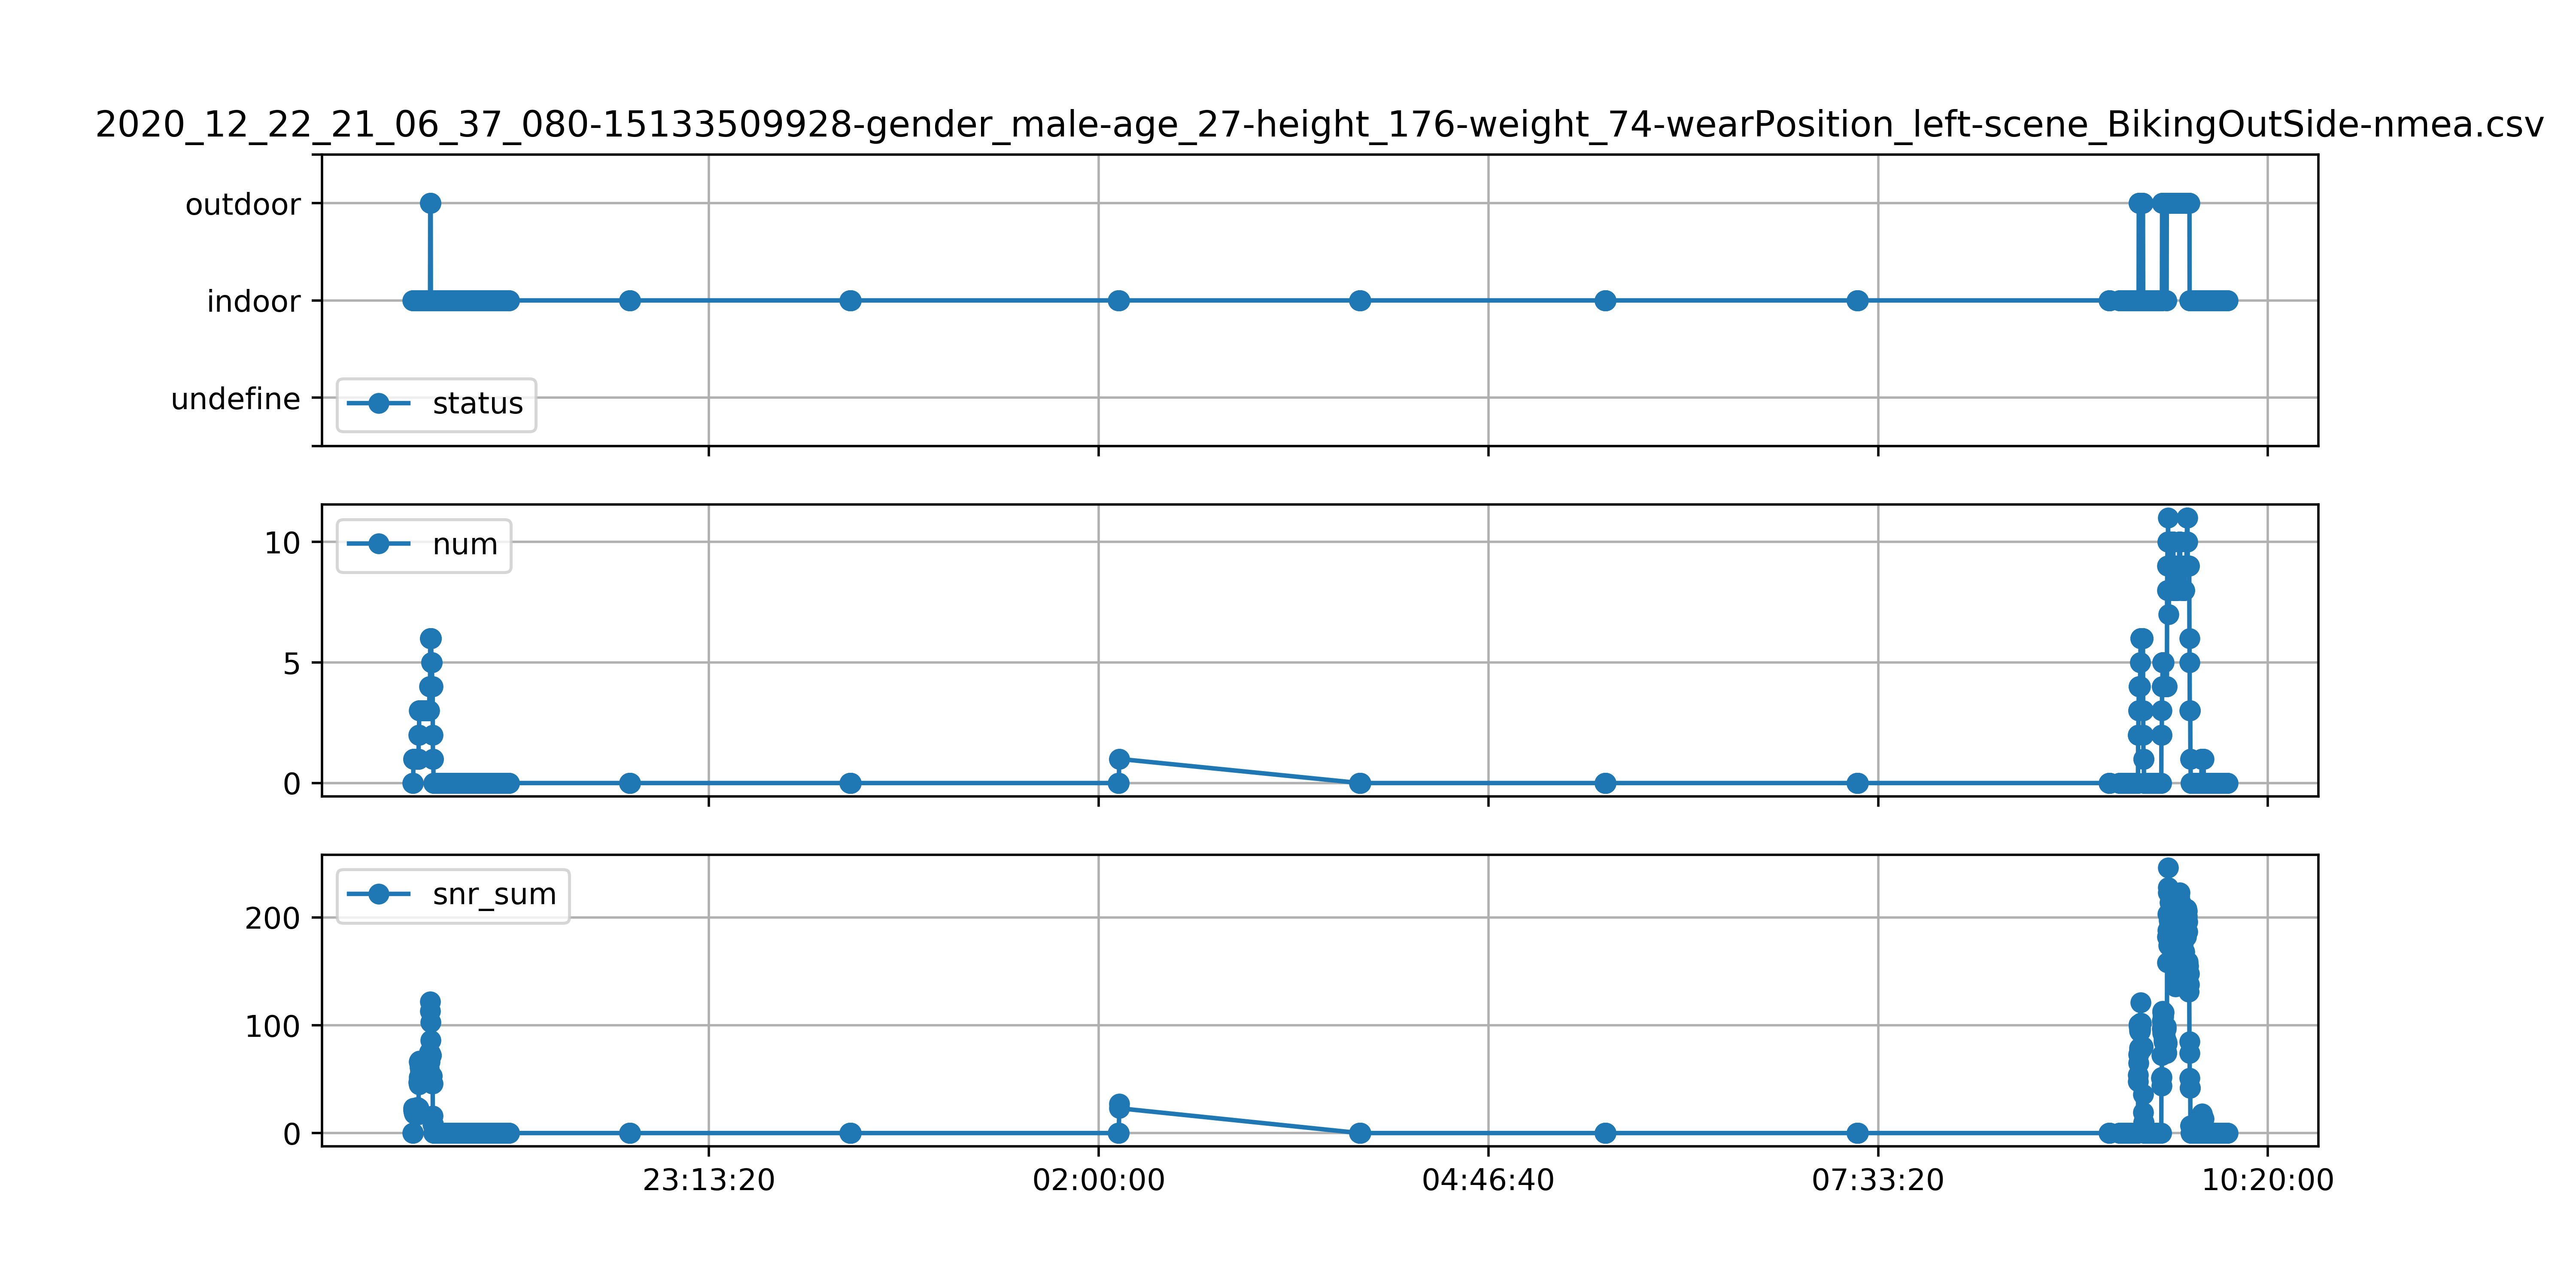 2020_12_22_21_06_37_080-15133509928-gender_male-age_27-height_176-weight_74-wearPosition_left-scene_BikingOutSide-nmea.csv
outdoor
indoor
undefine
status
10
5
0
num
200
100
0
snr_sum
23:13:20
02:00:00
04:46:40
07:33:20
10:20:00